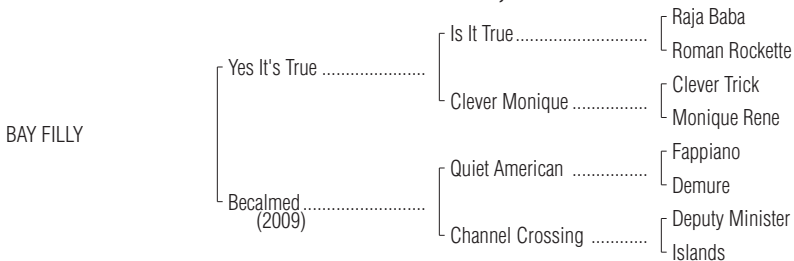 Raja Baba
Is It True............................
Roman Rockette
Yes It's True ......................
Clever Trick
Clever Monique ................
Monique Rene
BAY FILLY
Fappiano
Quiet American ................
Demure
Becalmed..........................
(2009)
Deputy Minister
Channel Crossing ............
Islands